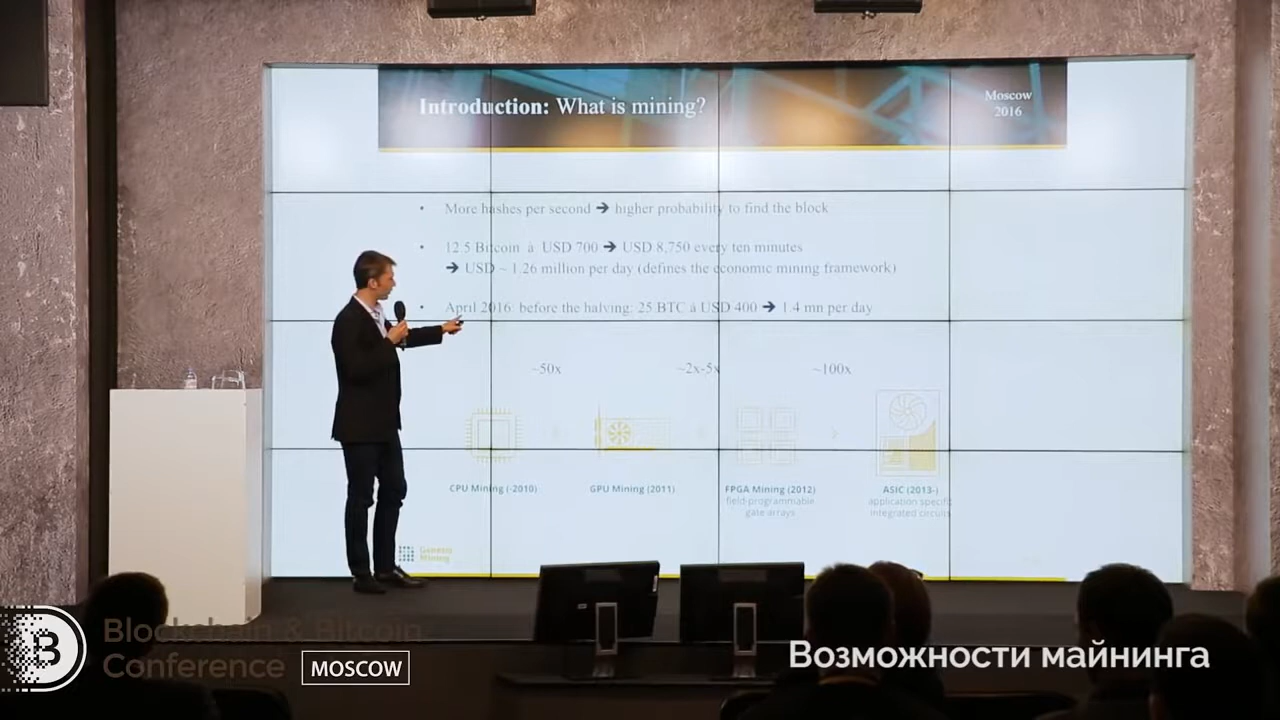 Introduction: What is mining?
Moscow
2016
• More hashes per second → higher probability to find the block
• 12.5 Bitcoin à USD 700 → USD 8,750 every ten minutes
→ USD ~ 1.26 million per day (defines the economic mining framework)
• April 2016: before the halving: 25 BTC à USD 400 → 1.4 mn per day
~50x
~2x-5x
~100x
CPU Mining (-2010)
GPU Mining (2011)
FPGA Mining (2012)
field-programmable
gate arrays
ASIC (2013-)
application specific
integrated circuits
Genesis
Mining
Blockchain & Bitcoin
Conference
MOSCOW
Возможности майнинга